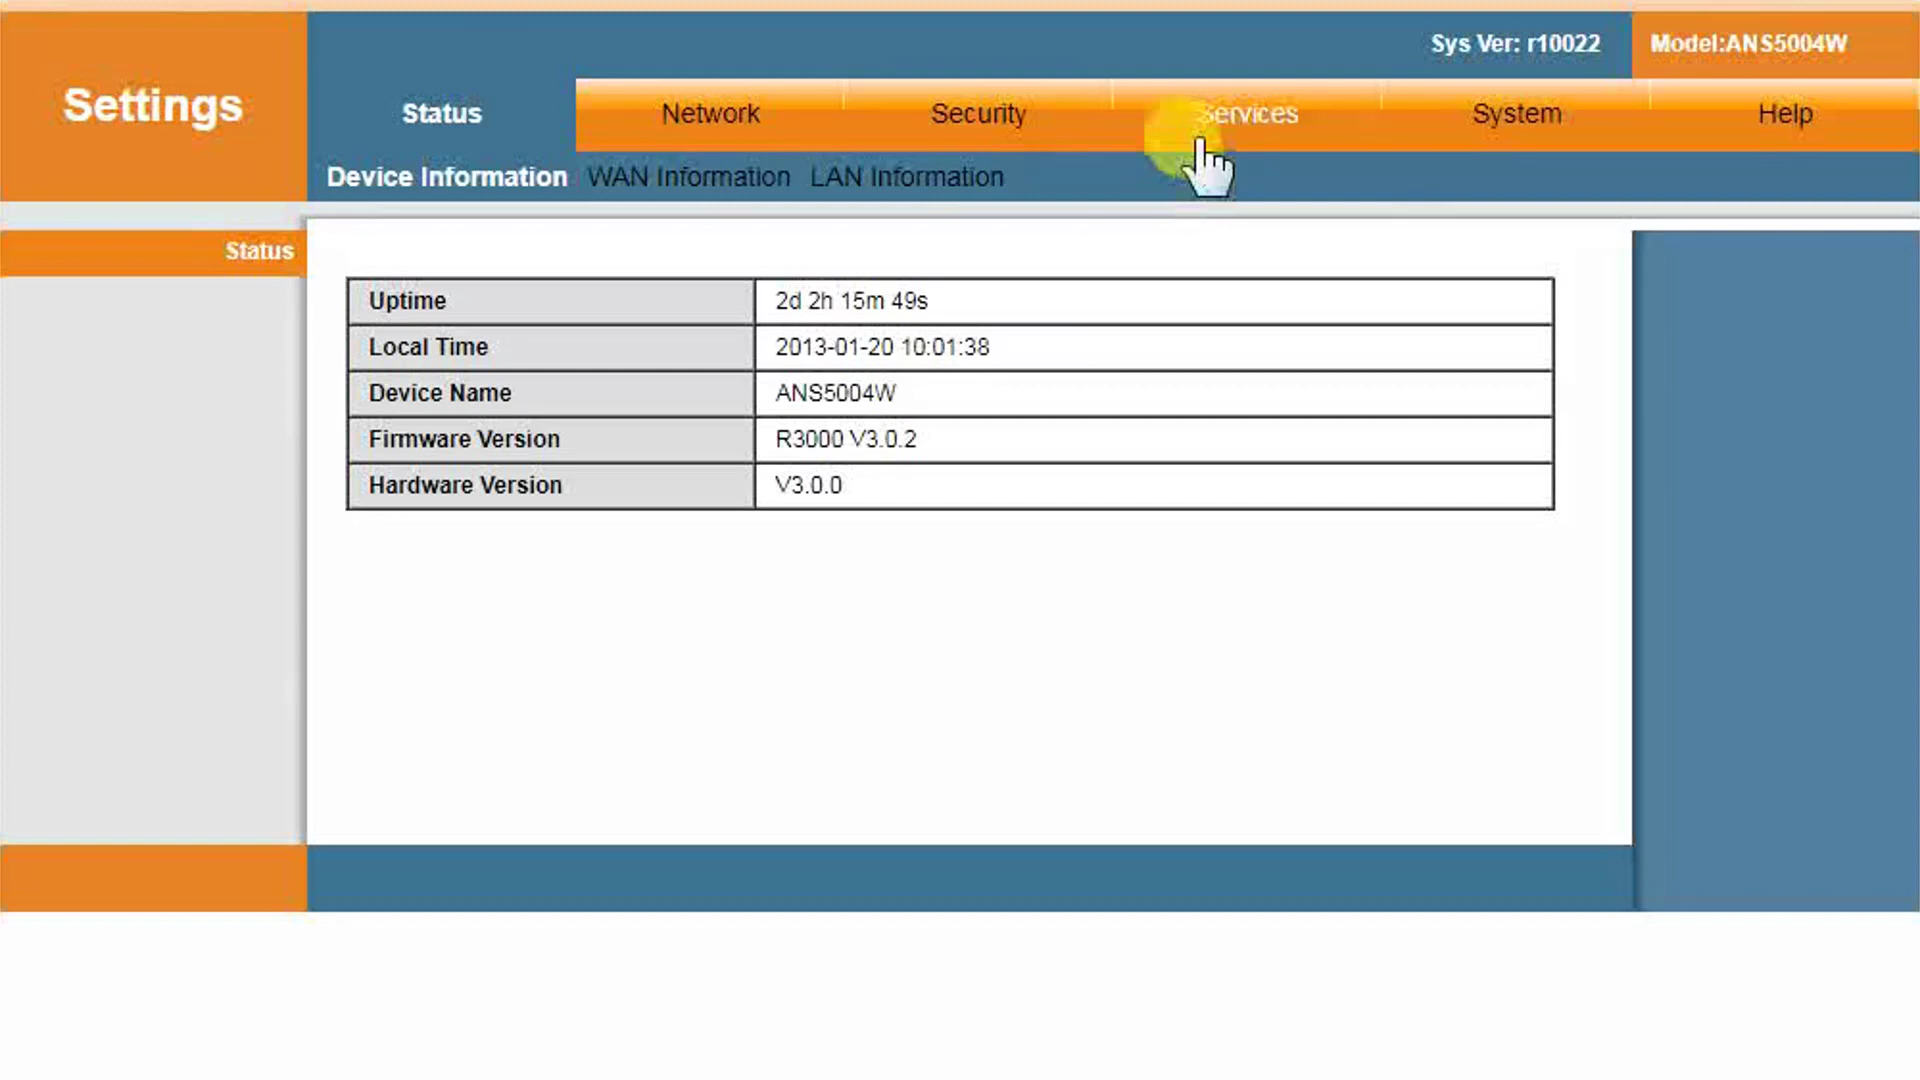 Sys Ver: r10022
Model:ANS5004W
Settings
Status
Network
Security
Services
System
Help
Device Information
WAN Information
LAN Information
Status
Uptime 2d 2h 15m 49s
Local Time 2013-01-20 10:01:38
Device Name ANS5004W
Firmware Version R3000 V3.0.2
Hardware Version V3.0.0